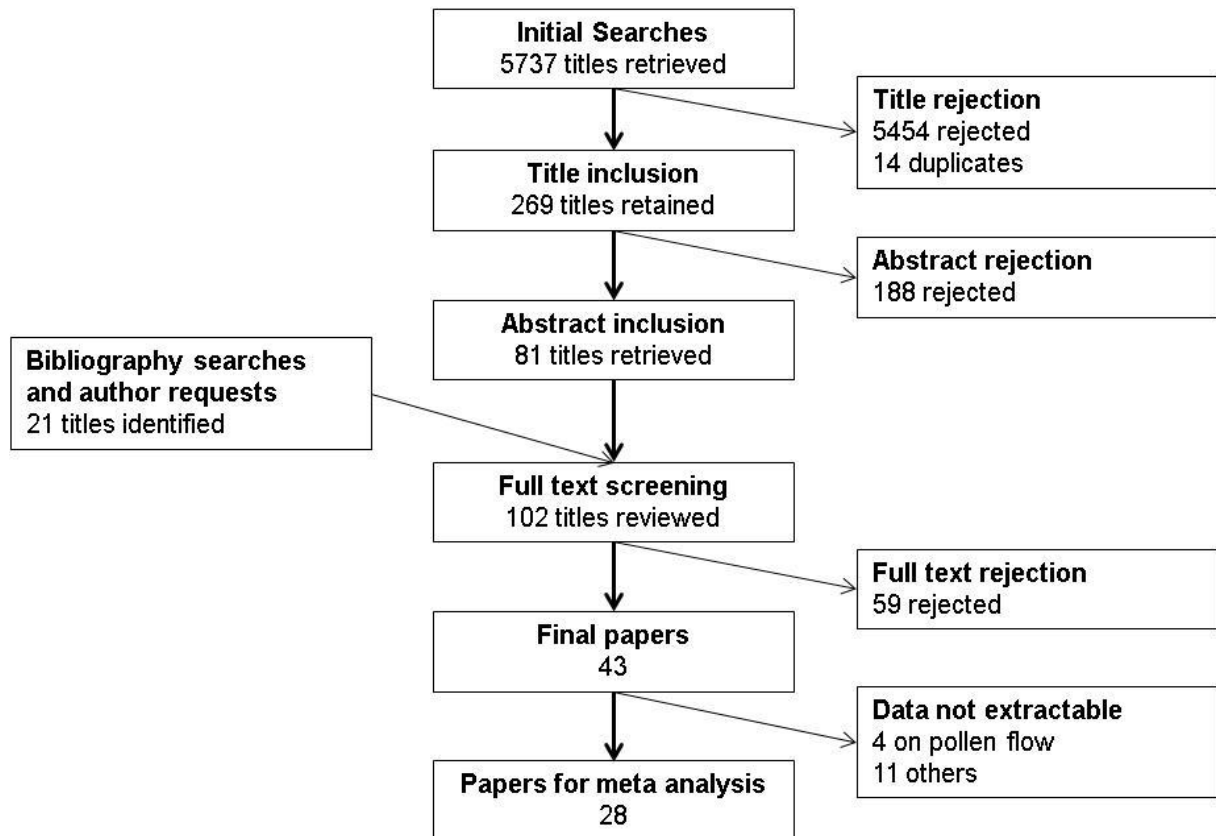 Initial Searches
5737 titles retrieved
Title rejection
5454 rejected
14 duplicates
Title inclusion
269 titles retained
Abstract rejection
188 rejected
Abstract inclusion
81 titles retrieved
Bibliography searches
and author requests
21 titles identified
Full text screening
102 titles reviewed
Full text rejection
59 rejected
Final papers
43
Data not extractable
4 on pollen flow
11 others
Papers for meta analysis
28